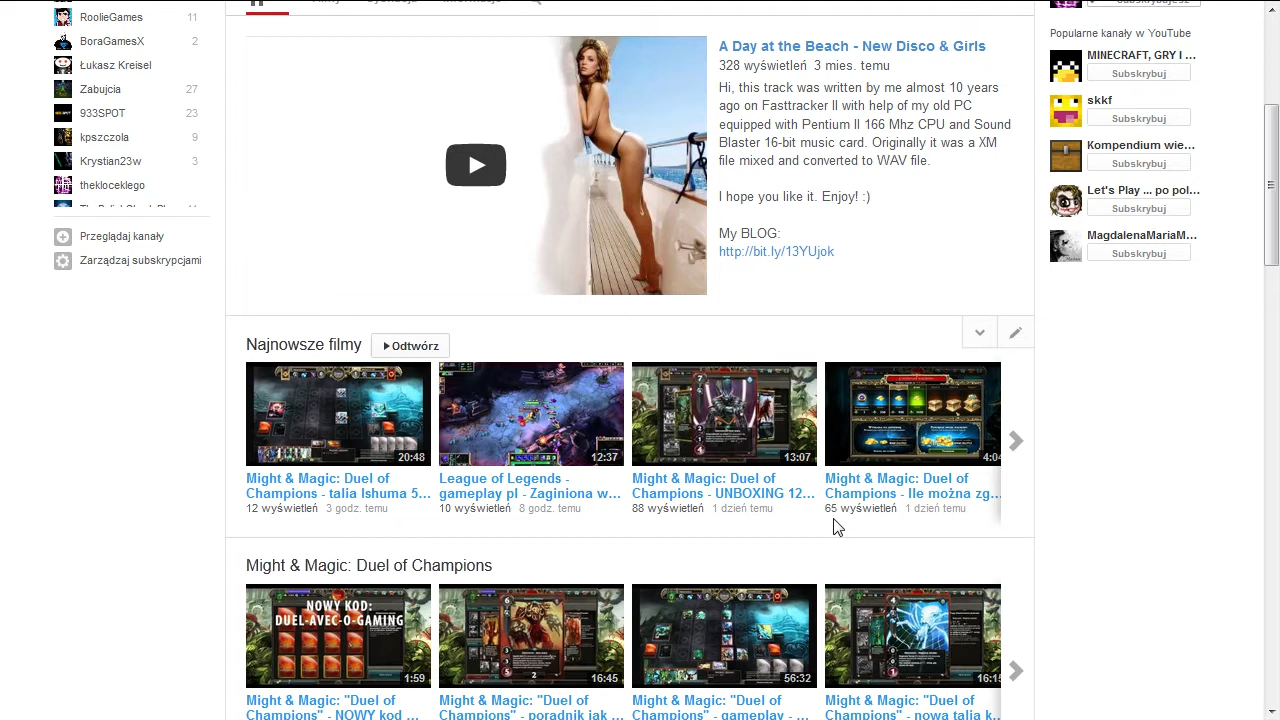 RoolieGames 11
BoraGamesX 2
Łukasz Kreisel
Zabujcia 27
933SPOT 23
kpszczola 9
Krystian23w 3
thekloceklego
Przeglądaj kanały
Zarządzaj subskrypcjami
A Day at the Beach - New Disco & Girls
328 wyświetleń 3 mies. temu
Hi, this track was written by me almost 10 years
ago on Fasttracker II with help of my old PC
equipped with Pentium II 166 Mhz CPU and Sound
Blaster 16-bit music card. Originally it was a XM
file mixed and converted to WAV file.
I hope you like it. Enjoy! :)
My BLOG:
http://bit.ly/13YUjok
Najnowsze filmy
Odtwórz
20:48
12:37
13:07
4:04
Might & Magic: Duel of
Champions - talia Ishuma 5...
12 wyświetleń 3 godz. temu
League of Legends -
gameplay pl - Zaginiona w...
10 wyświetleń 8 godz. temu
Might & Magic: Duel of
Champions - UNBOXING 12...
88 wyświetleń 1 dzień temu
Might & Magic: Duel of
Champions - Ile można zg...
65 wyświetleń 1 dzień temu
Might & Magic: Duel of Champions
NOWY KOD:
DUEL-AVEC-O-GAMING
1:59
16:45
56:32
16:15
Might & Magic: "Duel of
Champions" - NOWY kod ...
Might & Magic: "Duel of
Champions" - poradnik jak ...
Might & Magic: "Duel of
Champions" - gameplay - ...
Might & Magic: "Duel of
Champions" - nowa talia k...
Popularne kanały w YouTube
MINECRAFT, GRY I ...
Subskrybuj
skkf
Subskrybuj
Kompendium wie...
Subskrybuj
Let's Play ... po pol...
Subskrybuj
MagdalenaMariaM...
Subskrybuj